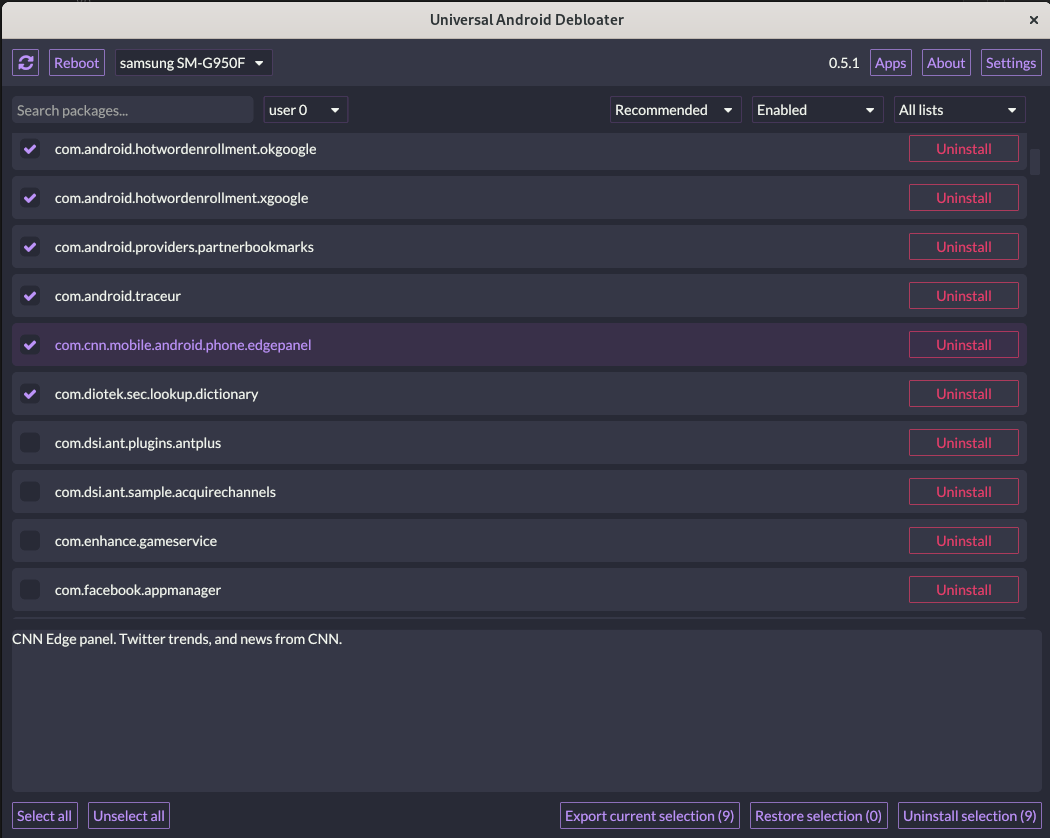 Universal Android Debloater
Reboot samsung SM-G950F 0.5.1 Apps About Settings
Search packages... user 0 Recommended Enabled All lists
com.android.hotwordenrollment.okgoogle Uninstall
com.android.hotwordenrollment.xgoogle Uninstall
com.android.providers.partnerbookmarks Uninstall
com.android.traceur Uninstall
com.cnn.mobile.android.phone.edgepanel Uninstall
com.diotek.sec.lookup.dictionary Uninstall
com.dsi.ant.plugins.antplus Uninstall
com.dsi.ant.sample.acquirechannels Uninstall
com.enhance.gameservice Uninstall
com.facebook.appmanager Uninstall
CNN Edge panel. Twitter trends, and news from CNN.
Select all Unselect all Export current selection (9) Restore selection (0) Uninstall selection (9)